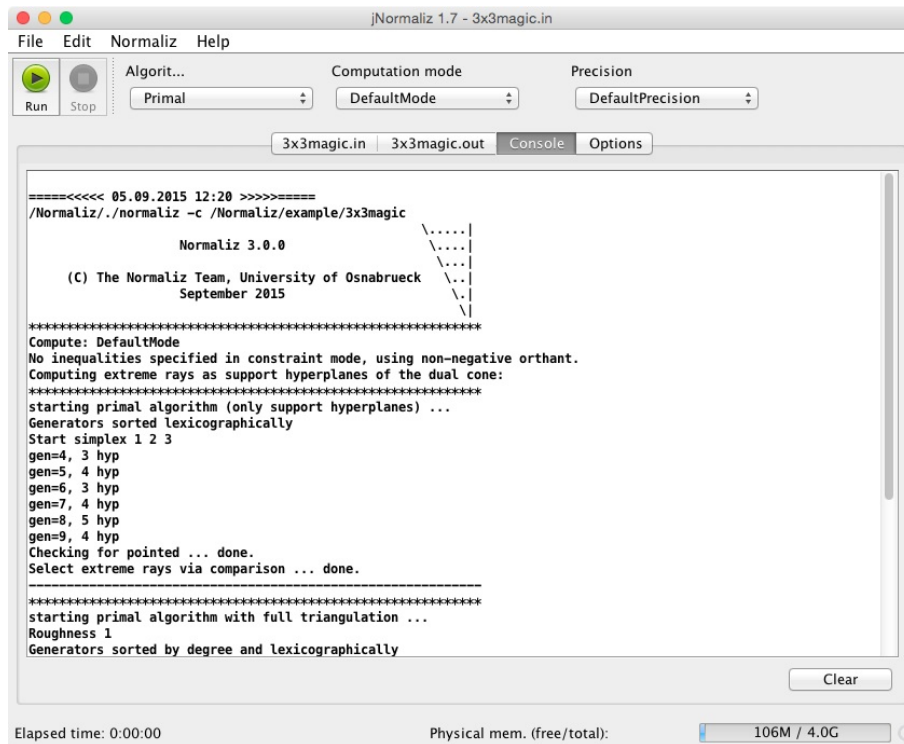 jNormaliz 1.7 - 3x3magic.in
File Edit Normaliz Help
Algorit... Computation mode Precision
Run Stop Primal DefaultMode DefaultPrecision
3x3magic.in 3x3magic.out Console Options
=====<<<<< 05.09.2015 12:20 >>>>>=====
/Normaliz/./normaliz -c /Normaliz/example/3x3magic
\.....|
Normaliz 3.0.0 \....|
\...|
(C) The Normaliz Team, University of Osnabrueck \..|
September 2015 \.|
\|
************************************************************
Compute: DefaultMode
No inequalities specified in constraint mode, using non-negative orthant.
Computing extreme rays as support hyperplanes of the dual cone:
************************************************************
starting primal algorithm (only support hyperplanes) ...
Generators sorted lexicographically
Start simplex 1 2 3
gen=4, 3 hyp
gen=5, 4 hyp
gen=6, 3 hyp
gen=7, 4 hyp
gen=8, 5 hyp
gen=9, 4 hyp
Checking for pointed ... done.
Select extreme rays via comparison ... done.
------------------------------------------------------------
************************************************************
starting primal algorithm with full triangulation ...
Roughness 1
Generators sorted by degree and lexicographically
Clear
Elapsed time: 0:00:00 Physical mem. (free/total): 106M / 4.0G